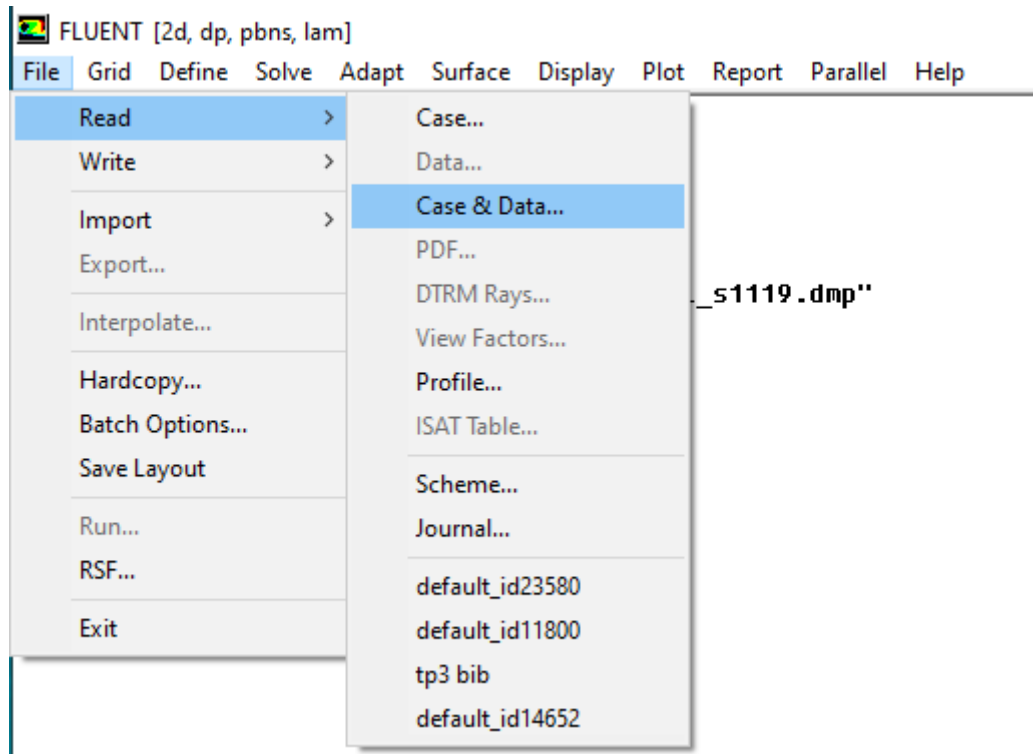 FLUENT [2d, dp, pbns, lam]
File Grid Define Solve Adapt Surface Display Plot Report Parallel Help
Read >
Write >
Import >
Export...
Interpolate...
Hardcopy...
Batch Options...
Save Layout
Run...
RSF...
Exit
Case...
Data...
Case & Data...
PDF...
DTRM Rays...
View Factors...
Profile...
ISAT Table...
Scheme...
Journal...
default_id23580
default_id11800
tp3 bib
default_id14652
_s1119.dmp"